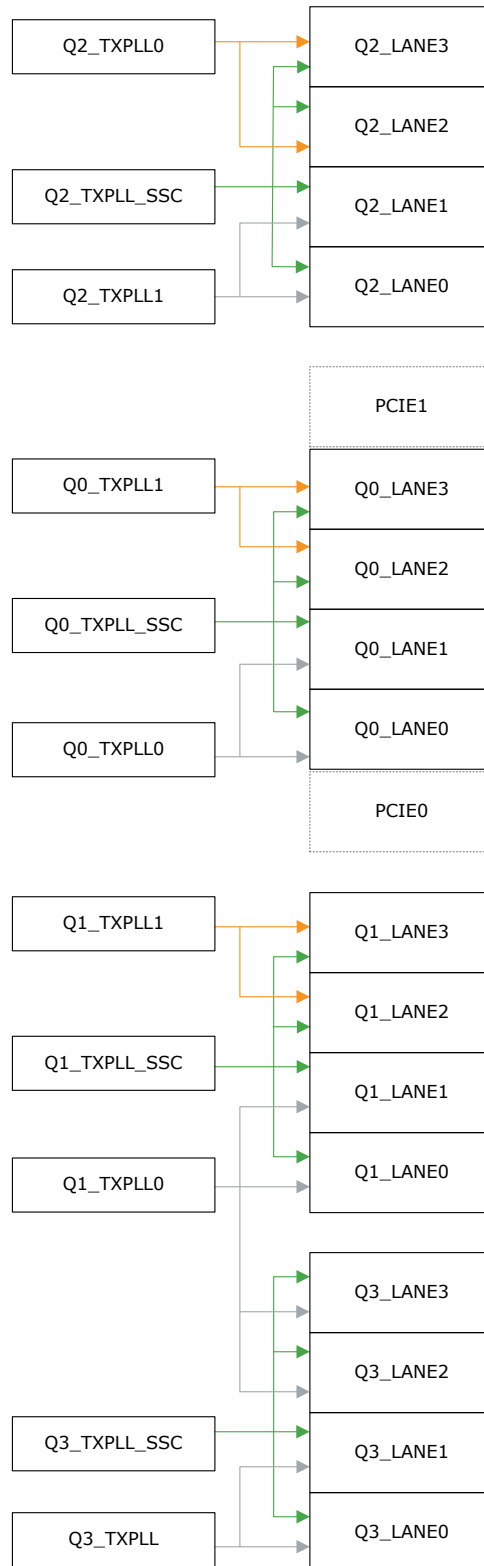 Q2_TXPLL0
Q2_LANE3
Q2_LANE2
Q2_TXPLL_SSC
Q2_LANE1
Q2_TXPLL1
Q2_LANE0
PCIE1
Q0_TXPLL1
Q0_LANE3
Q0_LANE2
Q0_TXPLL_SSC
Q0_LANE1
Q0_TXPLL0
Q0_LANE0
PCIE0
Q1_TXPLL1
Q1_LANE3
Q1_LANE2
Q1_TXPLL_SSC
Q1_LANE1
Q1_TXPLL0
Q1_LANE0
Q3_LANE3
Q3_LANE2
Q3_TXPLL_SSC
Q3_LANE1
Q3_TXPLL
Q3_LANE0